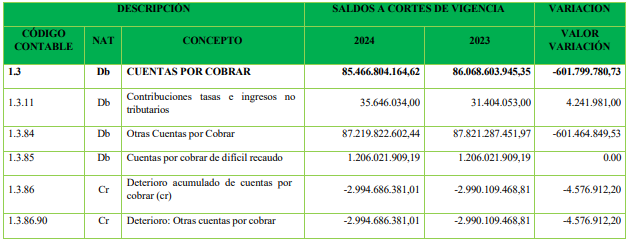 DESCRIPCIÓN SALDOS A CORTES DE VIGENCIA VARIACION
CÓDIGO CONTABLE NAT CONCEPTO 2024 2023 VALOR VARIACIÓN
1.3 Db CUENTAS POR COBRAR 85.466.804.164,62 86.068.603.945,35 -601.799.780,73
1.3.11 Db Contribuciones tasas e ingresos no tributarios 35.646.034,00 31.404.053,00 4.241.981,00
1.3.84 Db Otras Cuentas por Cobrar 87.219.822.602,44 87.821.287.451,97 -601.464.849,53
1.3.85 Db Cuentas por cobrar de difícil recaudo 1.206.021.909,19 1.206.021.909,19 0.00
1.3.86 Cr Deterioro acumulado de cuentas por cobrar (cr) -2.994.686.381,01 -2.990.109.468,81 -4.576.912,20
1.3.86.90 Cr Deterioro: Otras cuentas por cobrar -2.994.686.381,01 -2.990.109.468,81 -4.576.912,20